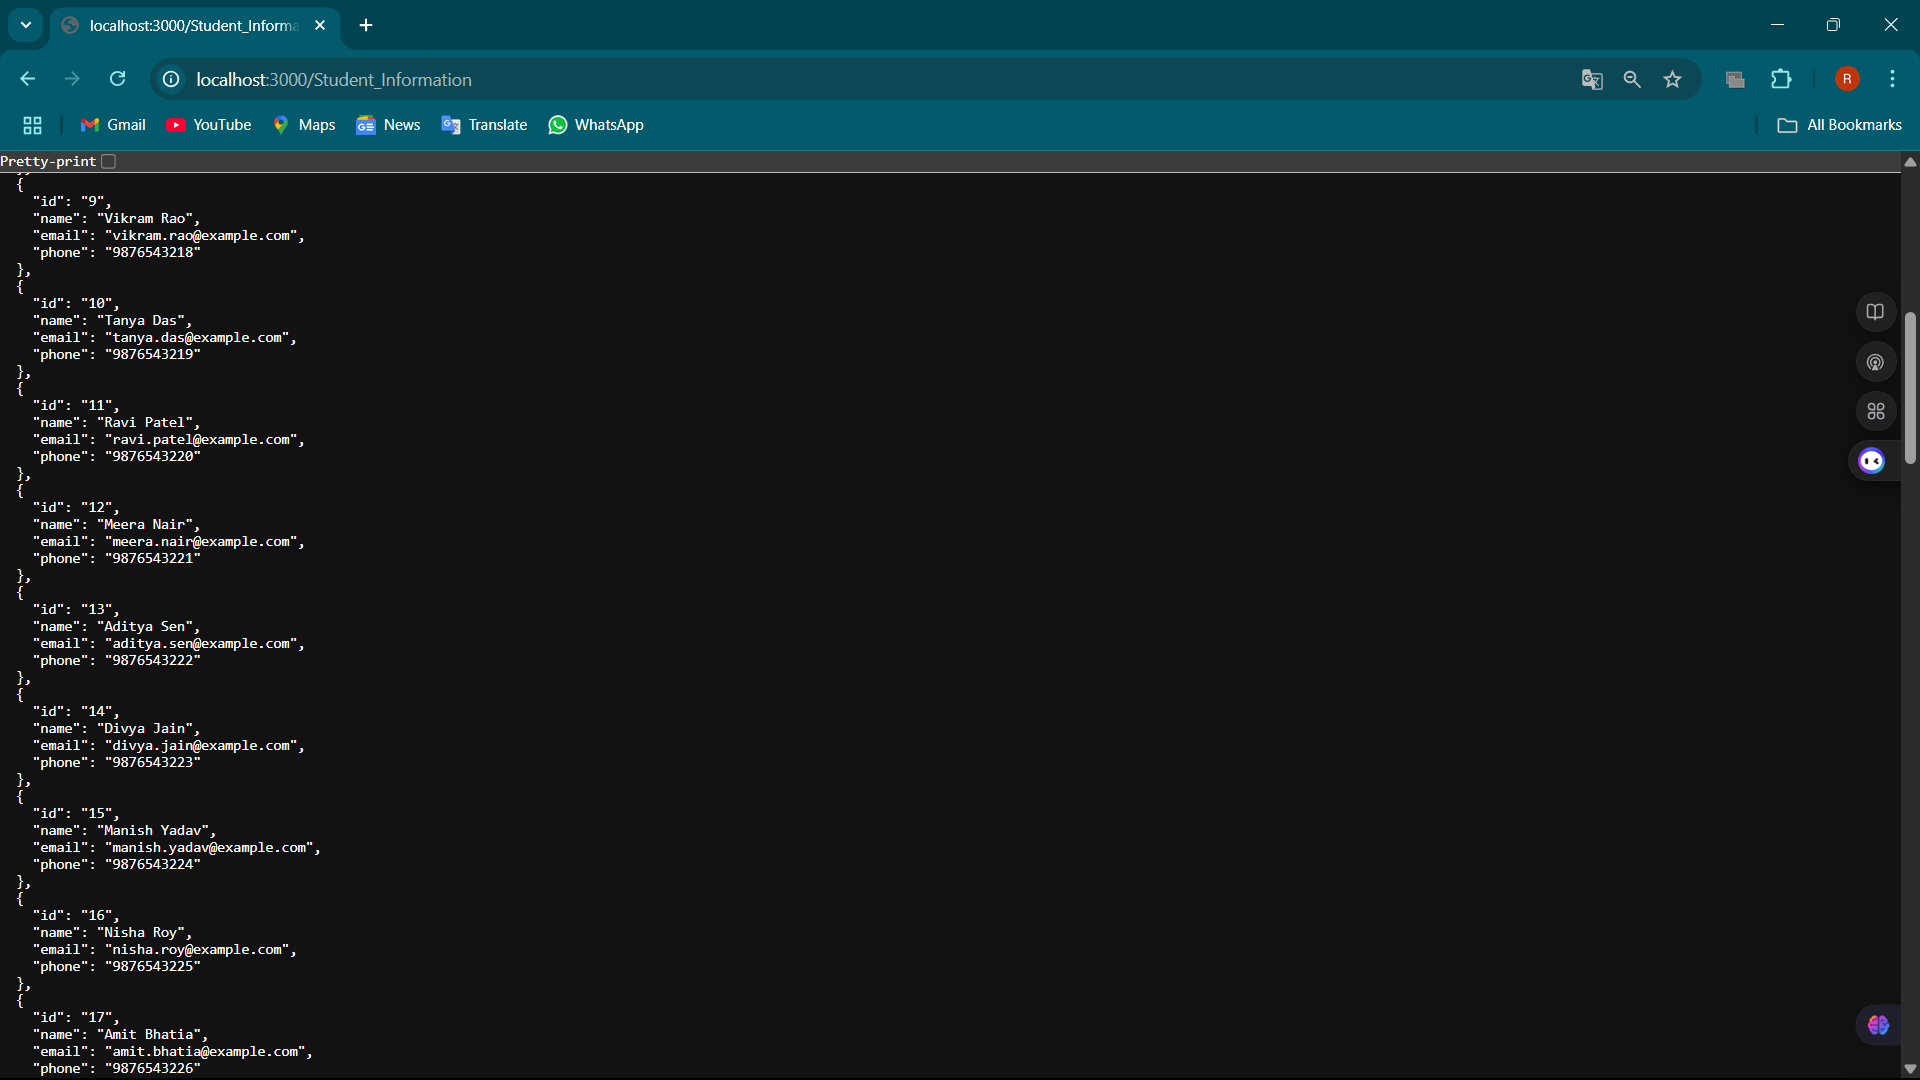 localhost:3000/Student_Informa
localhost:3000/Student_Information
R
Gmail
YouTube
Maps
News
Translate
WhatsApp
All Bookmarks
Pretty-print
},
{
"id": "9",
"name": "Vikram Rao",
"email": "vikram.rao@example.com",
"phone": "9876543218"
},
{
"id": "10",
"name": "Tanya Das",
"email": "tanya.das@example.com",
"phone": "9876543219"
},
{
"id": "11",
"name": "Ravi Patel",
"email": "ravi.patel@example.com",
"phone": "9876543220"
},
{
"id": "12",
"name": "Meera Nair",
"email": "meera.nair@example.com",
"phone": "9876543221"
},
{
"id": "13",
"name": "Aditya Sen",
"email": "aditya.sen@example.com",
"phone": "9876543222"
},
{
"id": "14",
"name": "Divya Jain",
"email": "divya.jain@example.com",
"phone": "9876543223"
},
{
"id": "15",
"name": "Manish Yadav",
"email": "manish.yadav@example.com",
"phone": "9876543224"
},
{
"id": "16",
"name": "Nisha Roy",
"email": "nisha.roy@example.com",
"phone": "9876543225"
},
{
"id": "17",
"name": "Amit Bhatia",
"email": "amit.bhatia@example.com",
"phone": "9876543226"